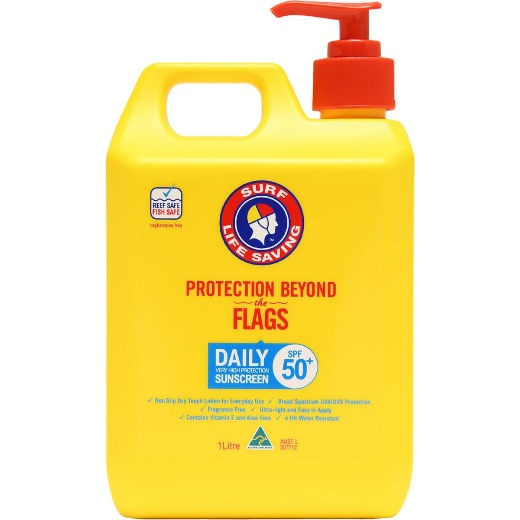 REEF SAFE
FISH SAFE
oxybenzone free
SURF
LIFE SAVING
PROTECTION BEYOND
the
FLAGS
DAILY
VERY HIGH PROTECTION
SUNSCREEN
SPF
50+
✓ Non Slip Dry Touch Lotion for Everyday Use ✓ Broad Spectrum UVA/UVB Protection
✓ Fragrance Free ✓ Ultra-light and Easy to Apply
✓ Contains Vitamin E and Aloe Vera ✓ 4 HR Water Resistant
1Litre
AUST L